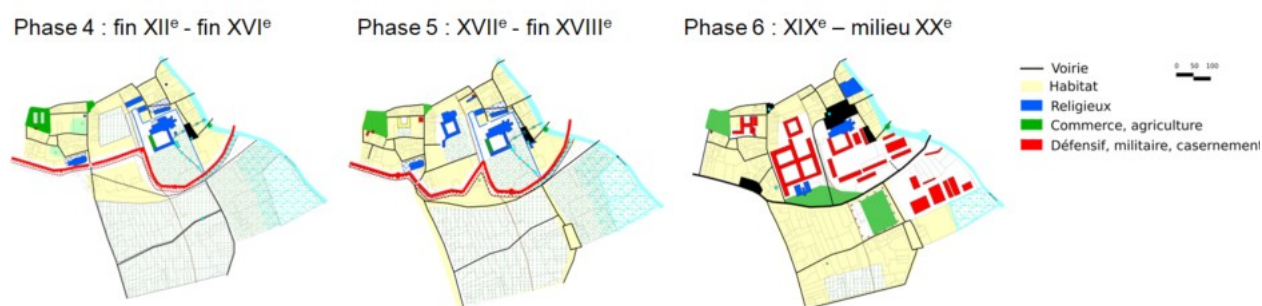 Phase 4 : fin XIIᵉ - fin XVIᵉ
Phase 5 : XVIIᵉ - fin XVIIIᵉ
Phase 6 : XIXᵉ – milieu XXᵉ
Voirie
Habitat
Religieux
Commerce, agriculture
Défensif, militaire, casernement
0 50 100